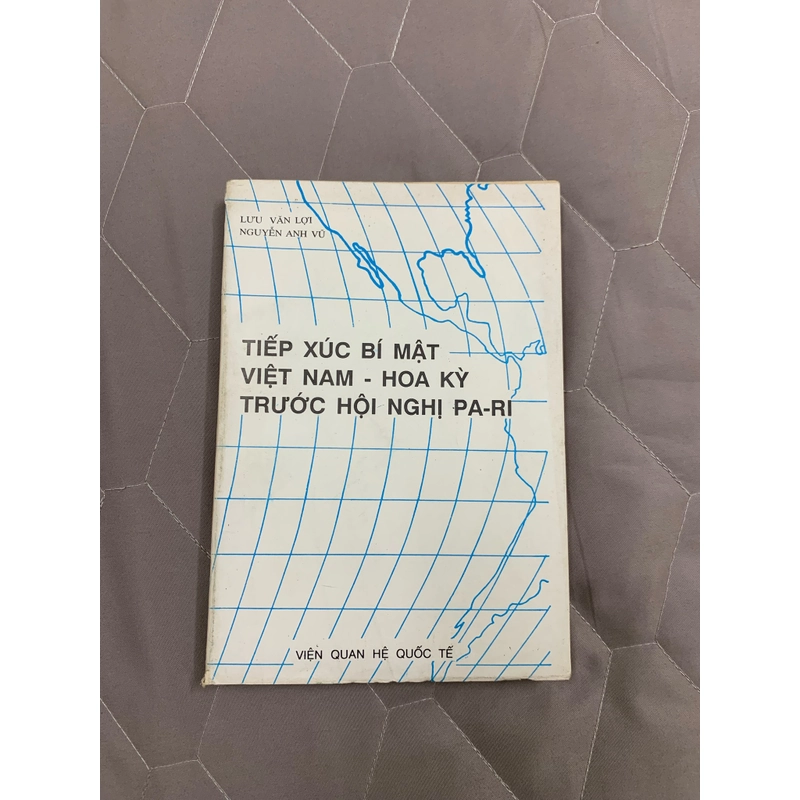 LƯU VĂN LỢI
NGUYỄN ANH VŨ
TIẾP XÚC BÍ MẬT
VIỆT NAM - HOA KỲ
TRƯỚC HỘI NGHỊ PA-RI
VIỆN QUAN HỆ QUỐC TẾ